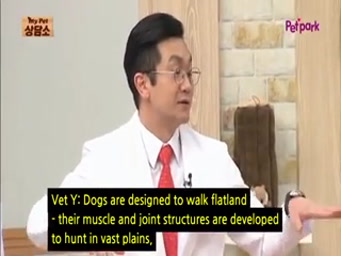 My Pet
상담소
Petpark
Vet Y: Dogs are designed to walk flatland
- their muscle and joint structures are developed
to hunt in vast plains,